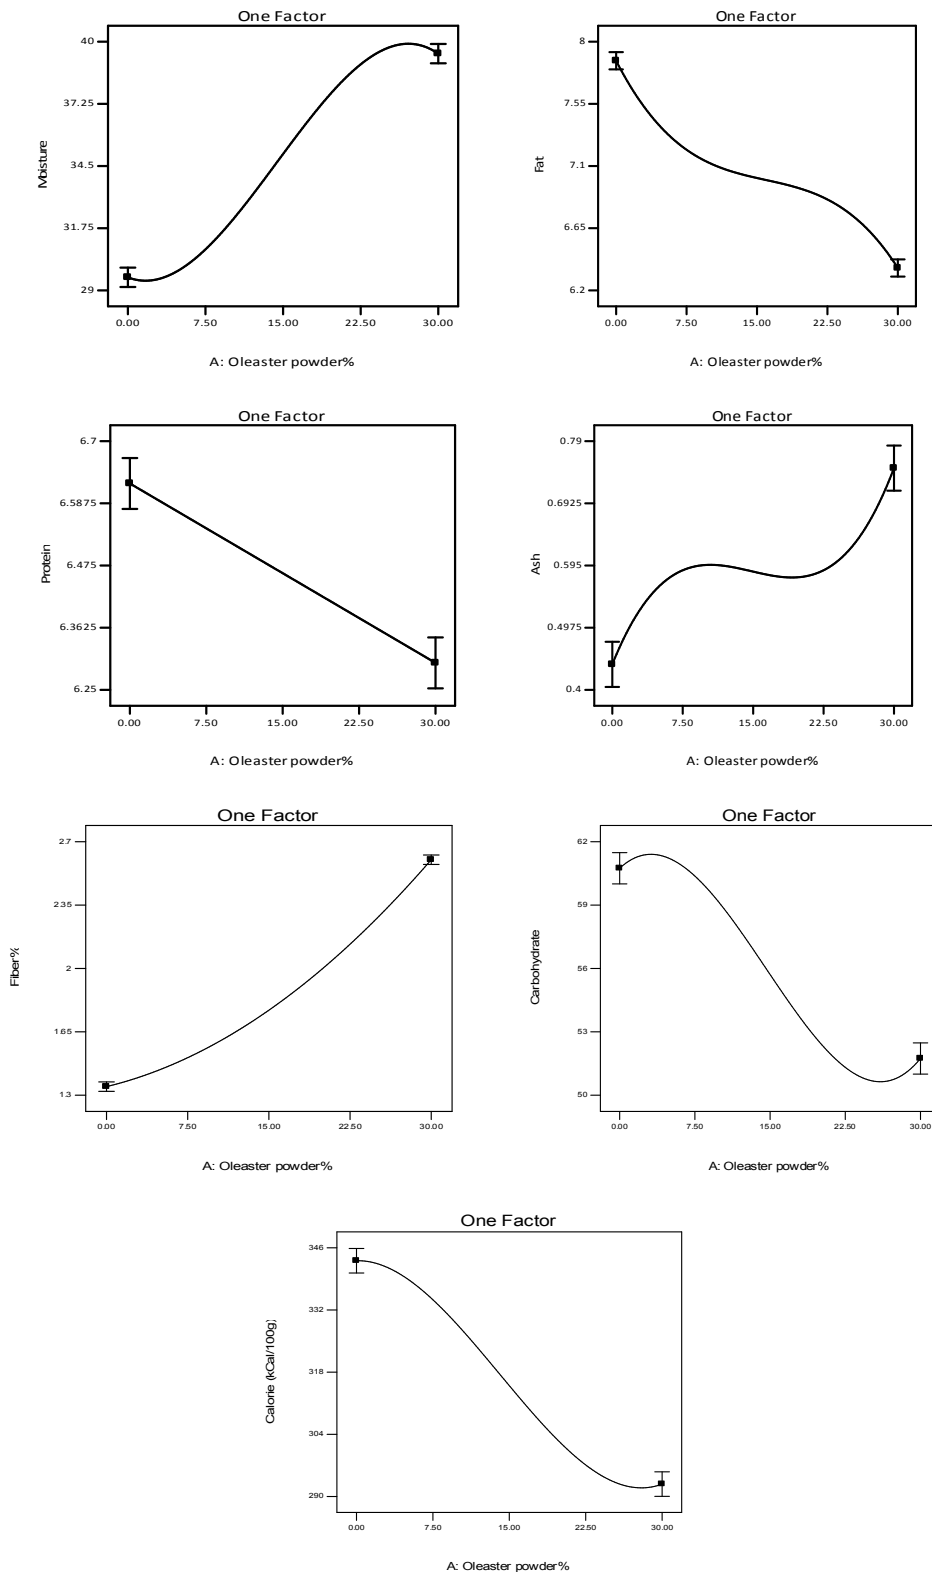 One Factor
40
37.25
34.5
31.75
29
Moisture
0.00 7.50 15.00 22.50 30.00
A: Oleaster powder%
One Factor
8
7.55
7.1
6.65
6.2
Fat
0.00 7.50 15.00 22.50 30.00
A: Oleaster powder%
One Factor
6.7
6.5875
6.475
6.3625
6.25
Protein
0.00 7.50 15.00 22.50 30.00
A: Oleaster powder%
One Factor
0.79
0.6925
0.595
0.4975
0.4
Ash
0.00 7.50 15.00 22.50 30.00
A: Oleaster powder%
One Factor
2.7
2.35
2
1.65
1.3
Fiber%
0.00 7.50 15.00 22.50 30.00
A: Oleaster powder%
One Factor
62
59
56
53
50
Carbohydrate
0.00 7.50 15.00 22.50 30.00
A: Oleaster powder%
One Factor
346
332
318
304
290
Calorie (kCal/100g)
0.00 7.50 15.00 22.50 30.00
A: Oleaster powder%